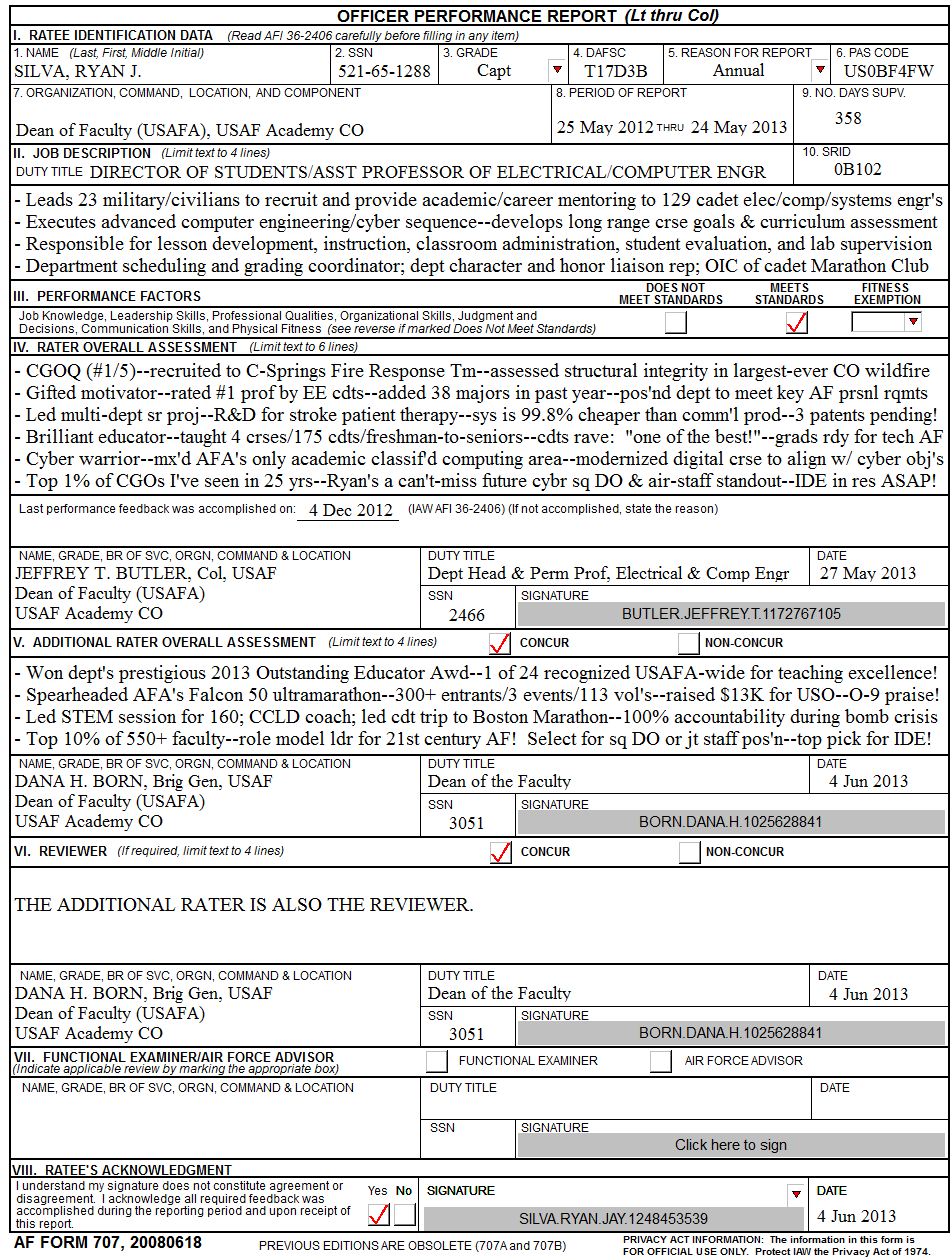 OFFICER PERFORMANCE REPORT (Lt thru Col)
I. RATEE IDENTIFICATION DATA (Read AFI 36-2406 carefully before filling in any item)
1. NAME (Last, First, Middle Initial) 2. SSN 3. GRADE 4. DAFSC 5. REASON FOR REPORT 6. PAS CODE
SILVA, RYAN J. 521-65-1288 Capt T17D3B Annual US0BF4FW
7. ORGANIZATION, COMMAND, LOCATION, AND COMPONENT 8. PERIOD OF REPORT 9. NO. DAYS SUPV.
Dean of Faculty (USAFA), USAF Academy CO 25 May 2012 THRU 24 May 2013 358
II. JOB DESCRIPTION (Limit text to 4 lines) 10. SRID
DUTY TITLE DIRECTOR OF STUDENTS/ASST PROFESSOR OF ELECTRICAL/COMPUTER ENGR 0B102
- Leads 23 military/civilians to recruit and provide academic/career mentoring to 129 cadet elec/comp/systems engr's
- Executes advanced computer engineering/cyber sequence--develops long range crse goals & curriculum assessment
- Responsible for lesson development, instruction, classroom administration, student evaluation, and lab supervision
- Department scheduling and grading coordinator; dept character and honor liaison rep; OIC of cadet Marathon Club
III. PERFORMANCE FACTORS DOES NOT MEET STANDARDS MEETS STANDARDS FITNESS EXEMPTION
Job Knowledge, Leadership Skills, Professional Qualities, Organizational Skills, Judgment and
Decisions, Communication Skills, and Physical Fitness (see reverse if marked Does Not Meet Standards)
IV. RATER OVERALL ASSESSMENT (Limit text to 6 lines)
- CGOQ (#1/5)--recruited to C-Springs Fire Response Tm--assessed structural integrity in largest-ever CO wildfire
- Gifted motivator--rated #1 prof by EE cdts--added 38 majors in past year--pos'nd dept to meet key AF prsnl rqmts
- Led multi-dept sr proj--R&D for stroke patient therapy--sys is 99.8% cheaper than comm'l prod--3 patents pending!
- Brilliant educator--taught 4 crses/175 cdts/freshman-to-seniors--cdts rave: "one of the best!"--grads rdy for tech AF
- Cyber warrior--mx'd AFA's only academic classif'd computing area--modernized digital crse to align w/ cyber obj's
- Top 1% of CGOs I've seen in 25 yrs--Ryan's a can't-miss future cybr sq DO & air-staff standout--IDE in res ASAP!
Last performance feedback was accomplished on: 4 Dec 2012 (IAW AFI 36-2406) (If not accomplished, state the reason)
NAME, GRADE, BR OF SVC, ORGN, COMMAND & LOCATION DUTY TITLE DATE
JEFFREY T. BUTLER, Col, USAF Dept Head & Perm Prof, Electrical & Comp Engr 27 May 2013
Dean of Faculty (USAFA) SSN SIGNATURE
USAF Academy CO 2466 BUTLER.JEFFREY.T.1172767105
V. ADDITIONAL RATER OVERALL ASSESSMENT (Limit text to 4 lines) CONCUR NON-CONCUR
- Won dept's prestigious 2013 Outstanding Educator Awd--1 of 24 recognized USAFA-wide for teaching excellence!
- Spearheaded AFA's Falcon 50 ultramarathon--300+ entrants/3 events/113 vol's--raised $13K for USO--O-9 praise!
- Led STEM session for 160; CCLD coach; led cdt trip to Boston Marathon--100% accountability during bomb crisis
- Top 10% of 550+ faculty--role model ldr for 21st century AF! Select for sq DO or jt staff pos'n--top pick for IDE!
NAME, GRADE, BR OF SVC, ORGN, COMMAND & LOCATION DUTY TITLE DATE
DANA H. BORN, Brig Gen, USAF Dean of the Faculty 4 Jun 2013
Dean of Faculty (USAFA) SSN SIGNATURE
USAF Academy CO 3051 BORN.DANA.H.1025628841
VI. REVIEWER (If required, limit text to 4 lines) CONCUR NON-CONCUR
THE ADDITIONAL RATER IS ALSO THE REVIEWER.
NAME, GRADE, BR OF SVC, ORGN, COMMAND & LOCATION DUTY TITLE DATE
DANA H. BORN, Brig Gen, USAF Dean of the Faculty 4 Jun 2013
Dean of Faculty (USAFA) SSN SIGNATURE
USAF Academy CO 3051 BORN.DANA.H.1025628841
VII. FUNCTIONAL EXAMINER/AIR FORCE ADVISOR FUNCTIONAL EXAMINER AIR FORCE ADVISOR
(Indicate applicable review by marking the appropriate box)
NAME, GRADE, BR OF SVC, ORGN, COMMAND & LOCATION DUTY TITLE DATE
SSN SIGNATURE
Click here to sign
VIII. RATEE'S ACKNOWLEDGMENT
I understand my signature does not constitute agreement or
disagreement. I acknowledge all required feedback was
accomplished during the reporting period and upon receipt of
this report.
Yes No SIGNATURE DATE
SILVA.RYAN.JAY.1248453539 4 Jun 2013
AF FORM 707, 20080618 PREVIOUS EDITIONS ARE OBSOLETE (707A and 707B) PRIVACY ACT INFORMATION: The information in this form is
FOR OFFICIAL USE ONLY. Protect IAW the Privacy Act of 1974.